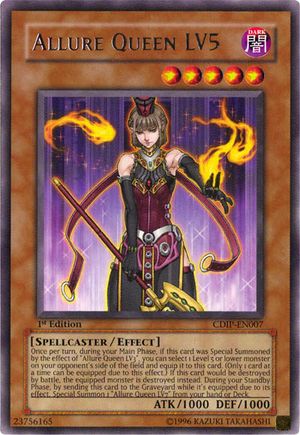 ALLURE QUEEN LV5
DARK
闇
1st Edition
CDIP-EN007
[SPELLCASTER / EFFECT]
Once per turn, during your Main Phase, if this card was Special Summoned
by the effect of "Allure Queen LV3", you can select 1 Level 5 or lower monster
on your opponent's side of the field and equip it to this card. (Only 1 card at
a time can be equipped due to this effect.) If this card would be destroyed
by battle, the equipped monster is destroyed instead. During your Standby
Phase, by sending this card to the Graveyard while it's equipped due to its
effect, Special Summon 1 "Allure Queen LV7" from your hand or Deck.
ATK/1000 DEF/1000
23756165
©1996 KAZUKI TAKAHASHI